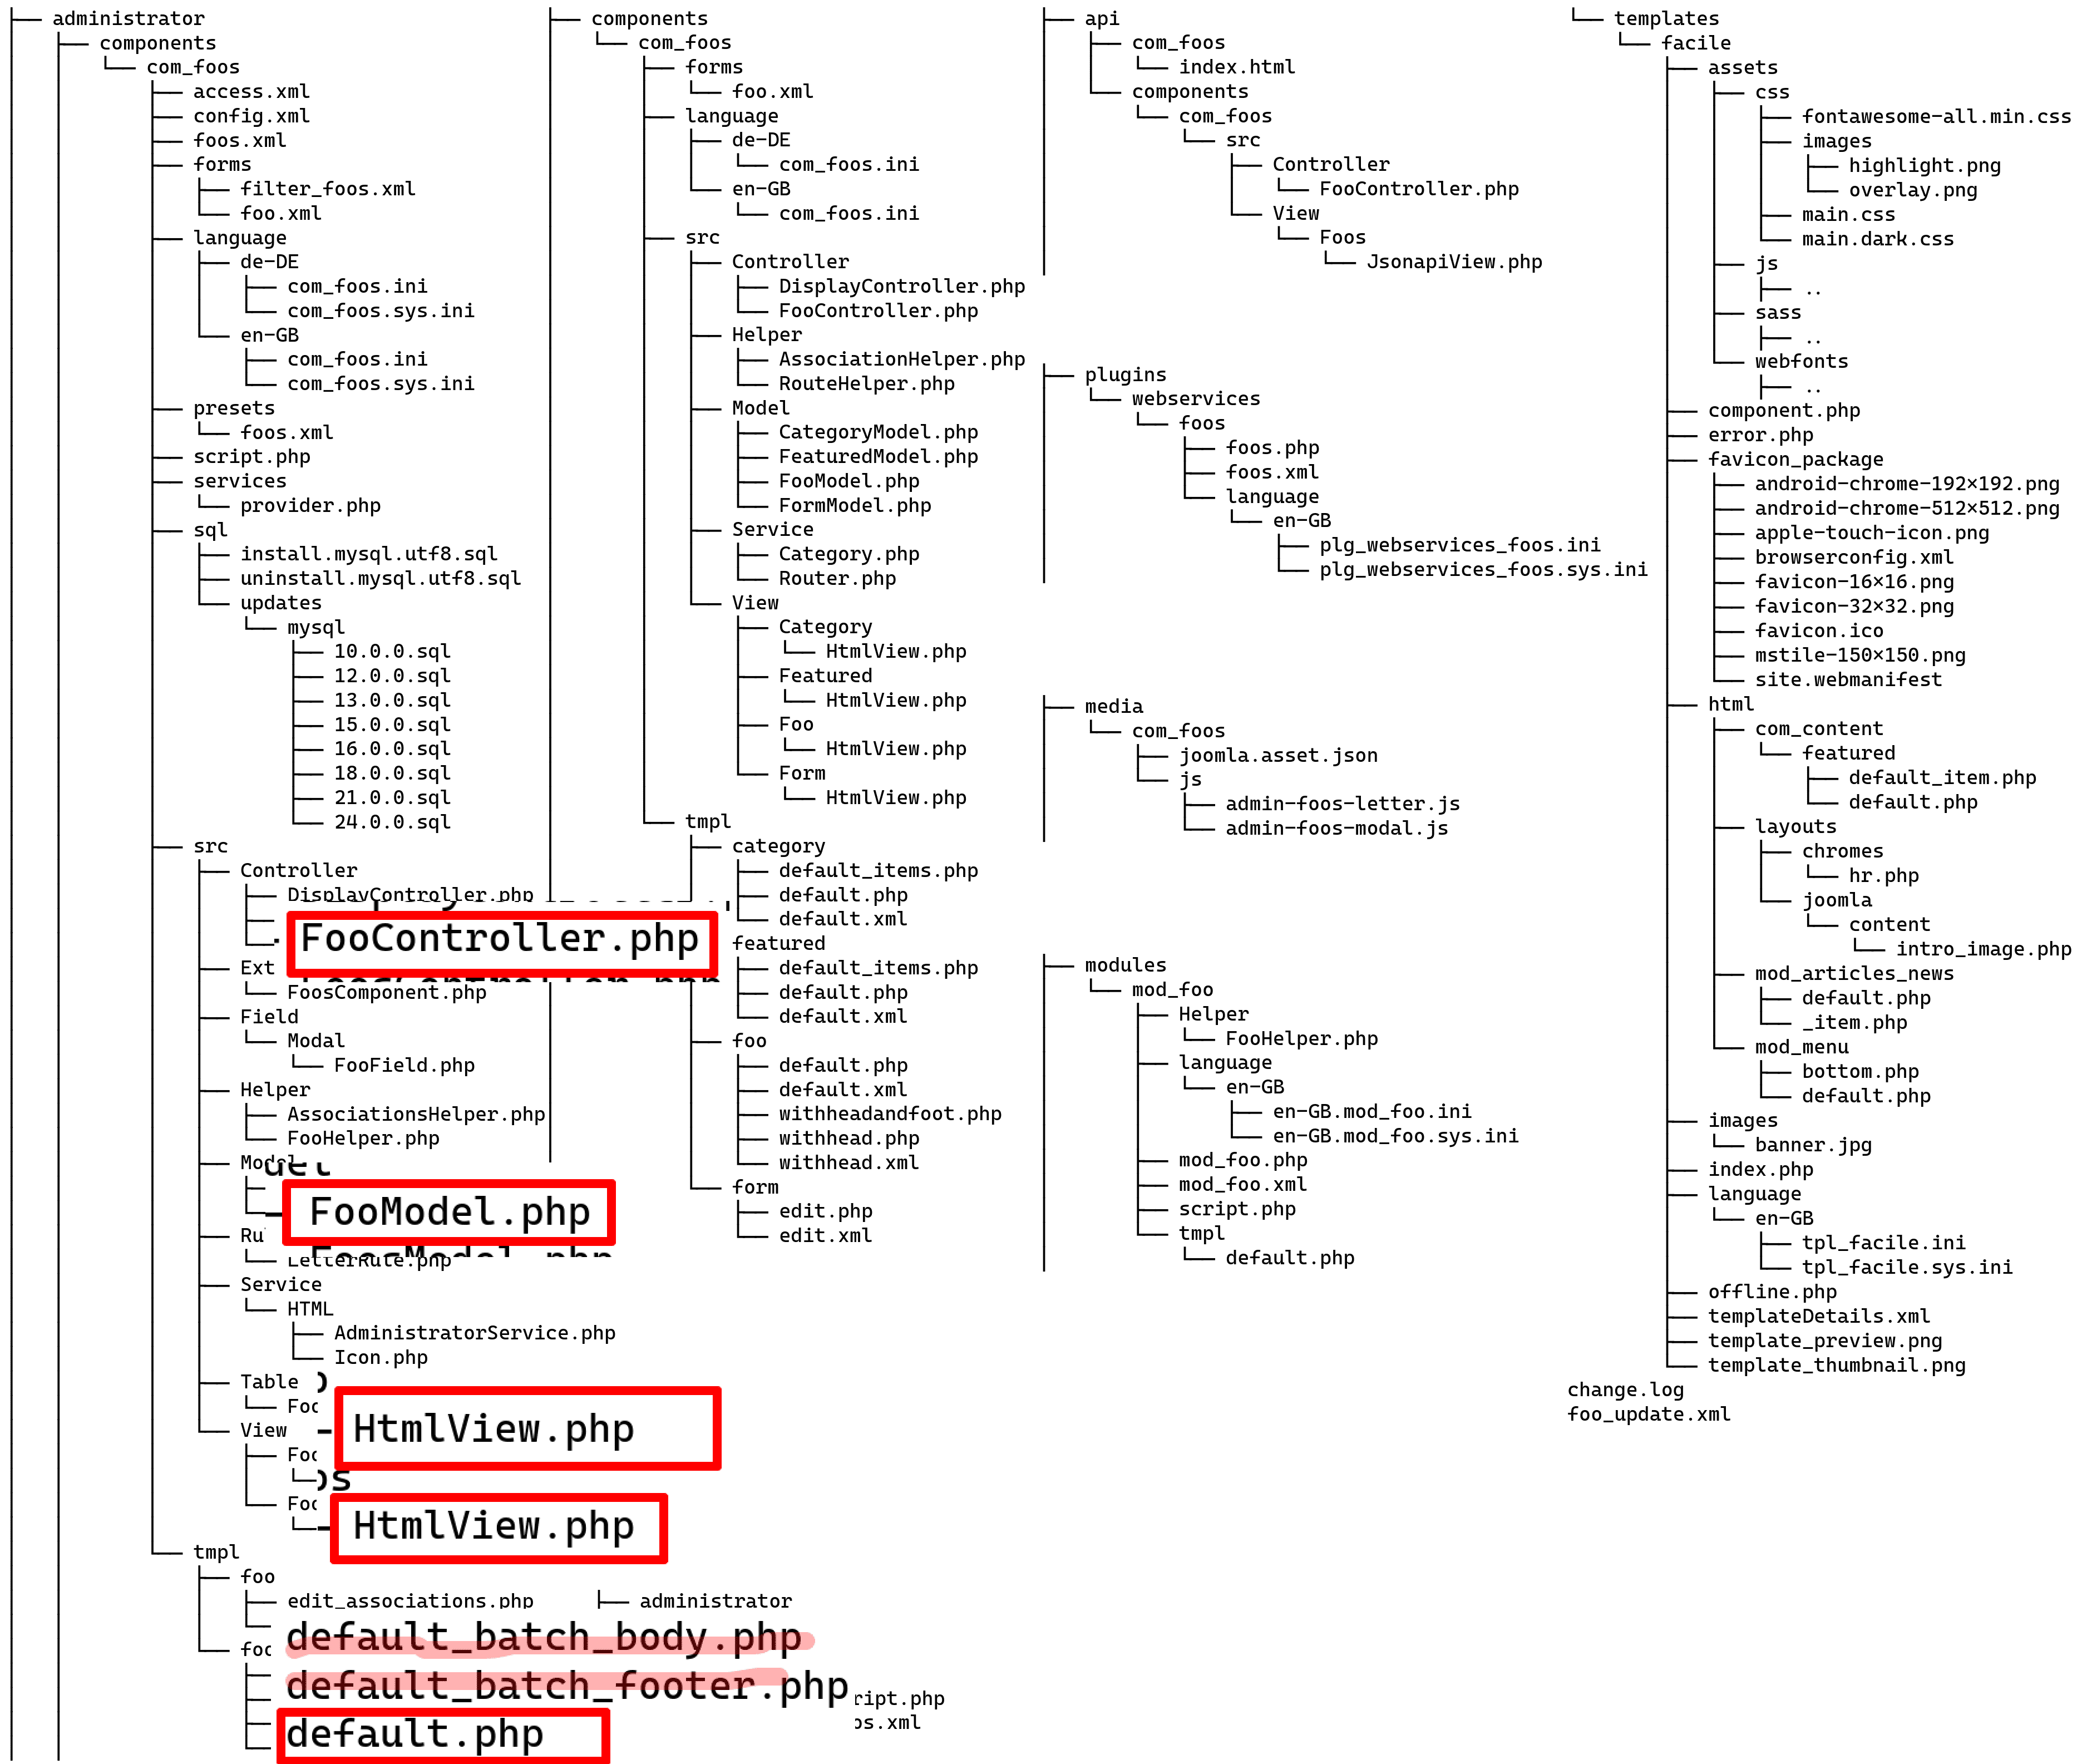 administrator
components
com_foos
access.xml
config.xml
foos.xml
forms
filter_foos.xml
foo.xml
language
de-DE
com_foos.ini
com_foos.sys.ini
en-GB
com_foos.ini
com_foos.sys.ini
presets
foos.xml
script.php
services
provider.php
sql
install.mysql.utf8.sql
uninstall.mysql.utf8.sql
updates
mysql
10.0.0.sql
12.0.0.sql
13.0.0.sql
15.0.0.sql
16.0.0.sql
18.0.0.sql
21.0.0.sql
24.0.0.sql
src
Controller
DisplayController.php
FooController.php
Ext
FoosComponent.php
Field
Modal
FooField.php
Helper
AssociationsHelper.php
FooHelper.php
Model
FooModel.php
FoosModel.php
Ru
LetterRule.php
Service
HTML
AdministratorService.php
Icon.php
Table
View
HtmlView.php
HtmlView.php
tmpl
foo
edit_associations.php
default_batch_body.php
default_batch_footer.php
default.php
administrator
ript.php
os.xml
components
com_foos
forms
foo.xml
language
de-DE
com_foos.ini
en-GB
com_foos.ini
src
Controller
DisplayController.php
FooController.php
Helper
AssociationHelper.php
RouteHelper.php
Model
CategoryModel.php
FeaturedModel.php
FooModel.php
FormModel.php
Service
Category.php
Router.php
View
Category
HtmlView.php
Featured
HtmlView.php
Foo
HtmlView.php
Form
HtmlView.php
tmpl
category
default_items.php
default.php
default.xml
featured
default_items.php
default.php
default.xml
foo
default.php
default.xml
withheadandfoot.php
withhead.php
withhead.xml
form
edit.php
edit.xml
api
com_foos
index.html
components
com_foos
src
Controller
FooController.php
View
Foos
JsonapiView.php
plugins
webservices
foos
foos.php
foos.xml
language
en-GB
plg_webservices_foos.ini
plg_webservices_foos.sys.ini
media
com_foos
joomla.asset.json
js
admin-foos-letter.js
admin-foos-modal.js
modules
mod_foo
Helper
FooHelper.php
language
en-GB
en-GB.mod_foo.ini
en-GB.mod_foo.sys.ini
mod_foo.php
mod_foo.xml
script.php
tmpl
default.php
templates
facile
assets
css
fontawesome-all.min.css
images
highlight.png
overlay.png
main.css
main.dark.css
js
..
sass
..
webfonts
..
component.php
error.php
favicon_package
android-chrome-192×192.png
android-chrome-512×512.png
apple-touch-icon.png
browserconfig.xml
favicon-16×16.png
favicon-32×32.png
favicon.ico
mstile-150×150.png
site.webmanifest
html
com_content
featured
default_item.php
default.php
layouts
chromes
hr.php
joomla
content
intro_image.php
mod_articles_news
default.php
_item.php
mod_menu
bottom.php
default.php
images
banner.jpg
index.php
language
en-GB
tpl_facile.ini
tpl_facile.sys.ini
offline.php
templateDetails.xml
template_preview.png
template_thumbnail.png
change.log
foo_update.xml